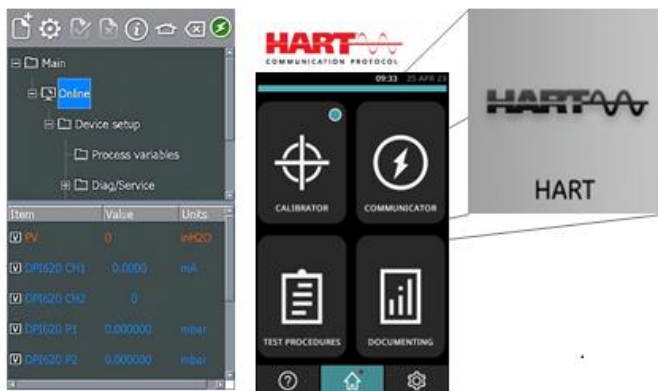 Main
Online
Device setup
Process variables
Diag/Service
Item Value Units
PV 0 inH2O
DPI620 CH1 0.0000 mA
DPI620 CH2 0
DPI620 P1 0.000000 mbar
DPI620 P2 0.000000 mbar
HART
COMMUNICATION PROTOCOL
09:33 25 APR 23
CALIBRATOR
COMMUNICATOR
TEST PROCEDURES
DOCUMENTING
HART
HART